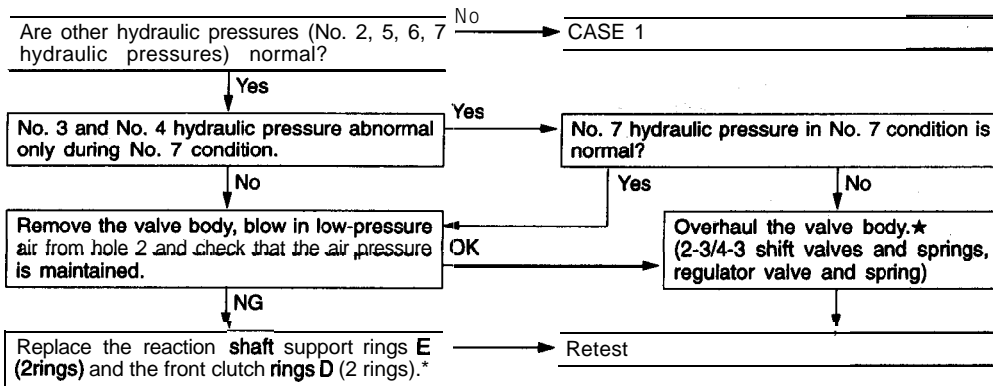 No
Are other hydraulic pressures (No. 2, 5, 6, 7
hydraulic pressures) normal?
CASE 1
Yes
No. 3 and No. 4 hydraulic pressure abnormal
only during No. 7 condition.
Yes
No. 7 hydraulic pressure in No. 7 condition is
normal?
No
Yes
No
Remove the valve body, blow in low-pressure
air from hole 2 and check that the air pressure
is maintained.
OK
Overhaul the valve body.★
(2-3/4-3 shift valves and springs,
regulator valve and spring)
NG
Replace the reaction shaft support rings E
(2rings) and the front clutch rings D (2 rings).*
Retest